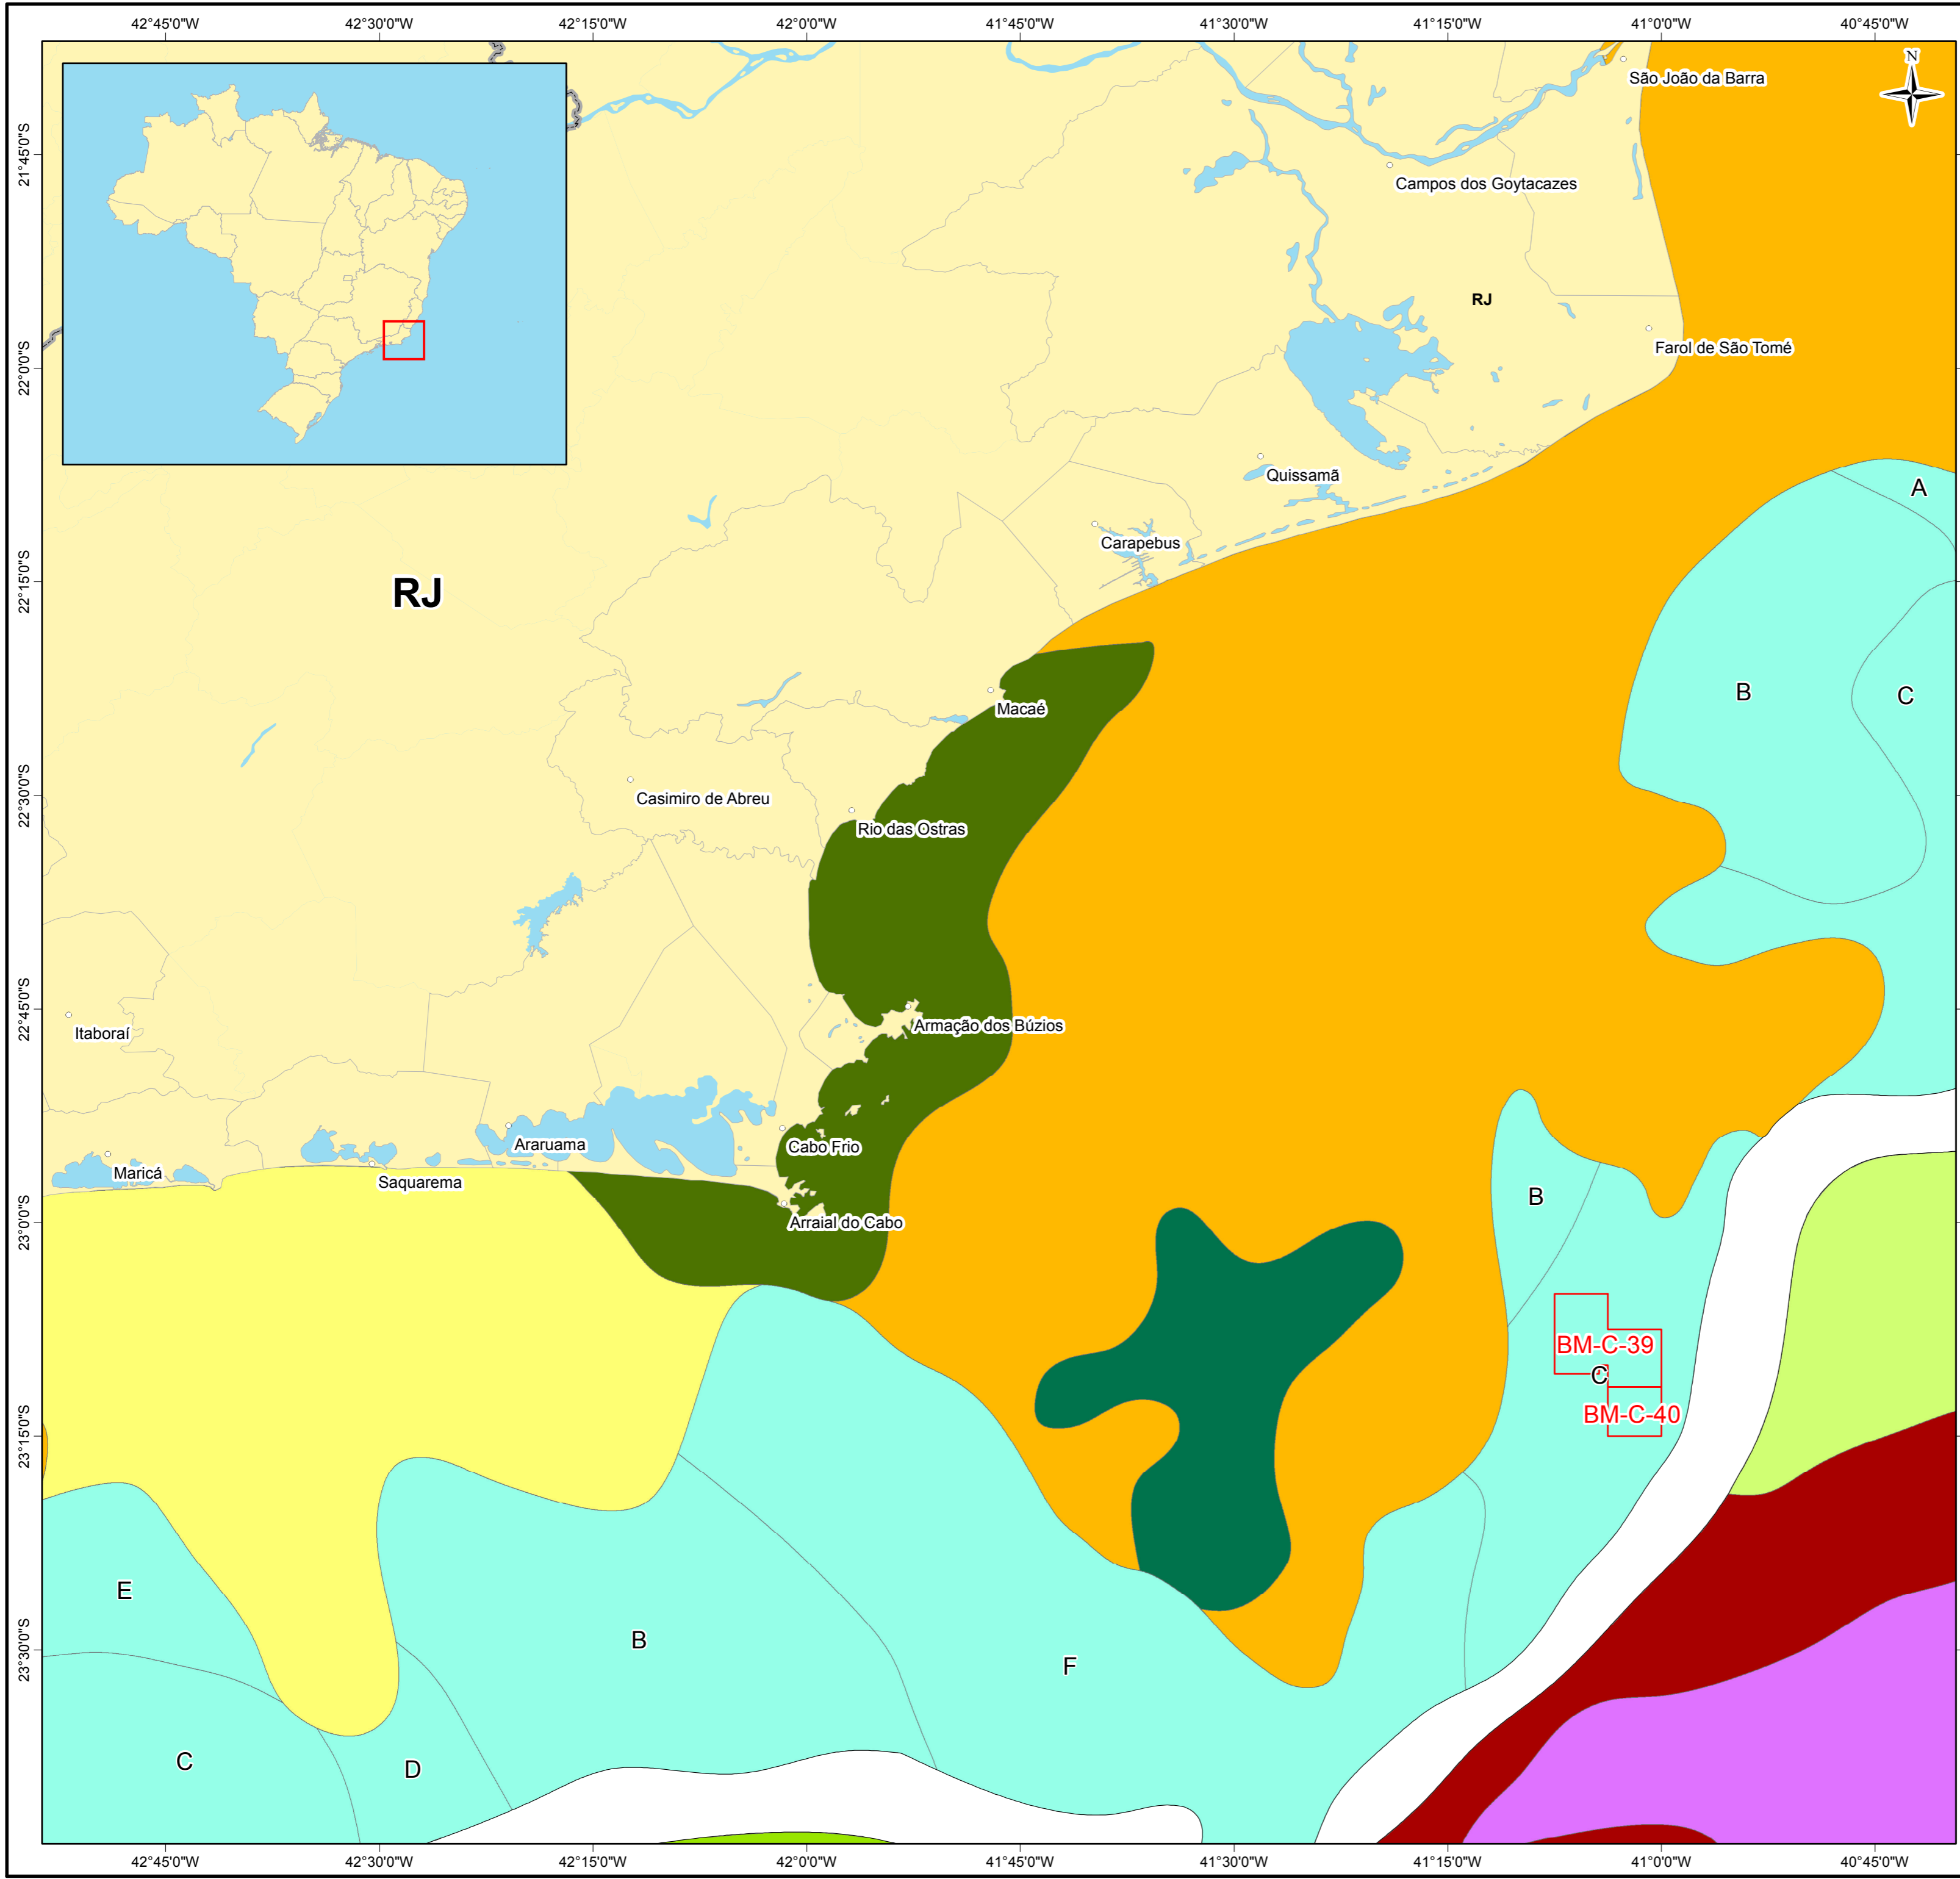 42°45'0"W 42°30'0"W 42°15'0"W 42°0'0"W 41°45'0"W 41°30'0"W 41°15'0"W 41°0'0"W 40°45'0"W
N
São João da Barra
21°45'0"S
Campos dos Goytacazes
RJ
22°0'0"S
Farol de São Tomé
Quissamã
A
Carapebus
22°15'0"S
RJ
B
C
Macaé
22°30'0"S
Casimiro de Abreu
Rio das Ostras
22°45'0"S
Itaboraí
Armação dos Búzios
Araruama
Cabo Frio
Maricá
Saquarema
B
23°0'0"S
Arraial do Cabo
BM-C-39
C
BM-C-40
23°15'0"S
E
B
23°30'0"S
F
C
D
42°45'0"W 42°30'0"W 42°15'0"W 42°0'0"W 41°45'0"W 41°30'0"W 41°15'0"W 41°0'0"W 40°45'0"W